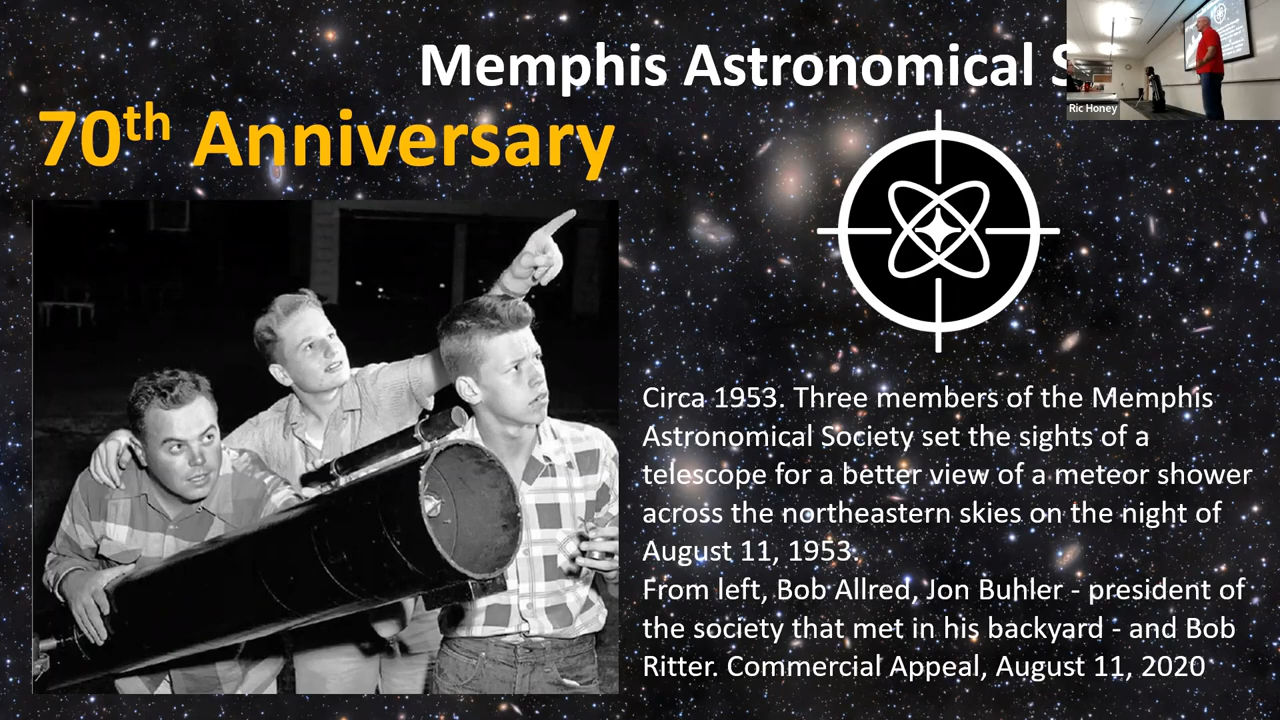 Memphis Astronomical S
Ric Honey
70th Anniversary
Circa 1953. Three members of the Memphis
Astronomical Society set the sights of a
telescope for a better view of a meteor shower
across the northeastern skies on the night of
August 11, 1953.
From left, Bob Allred, Jon Buhler - president of
the society that met in his backyard - and Bob
Ritter. Commercial Appeal, August 11, 2020